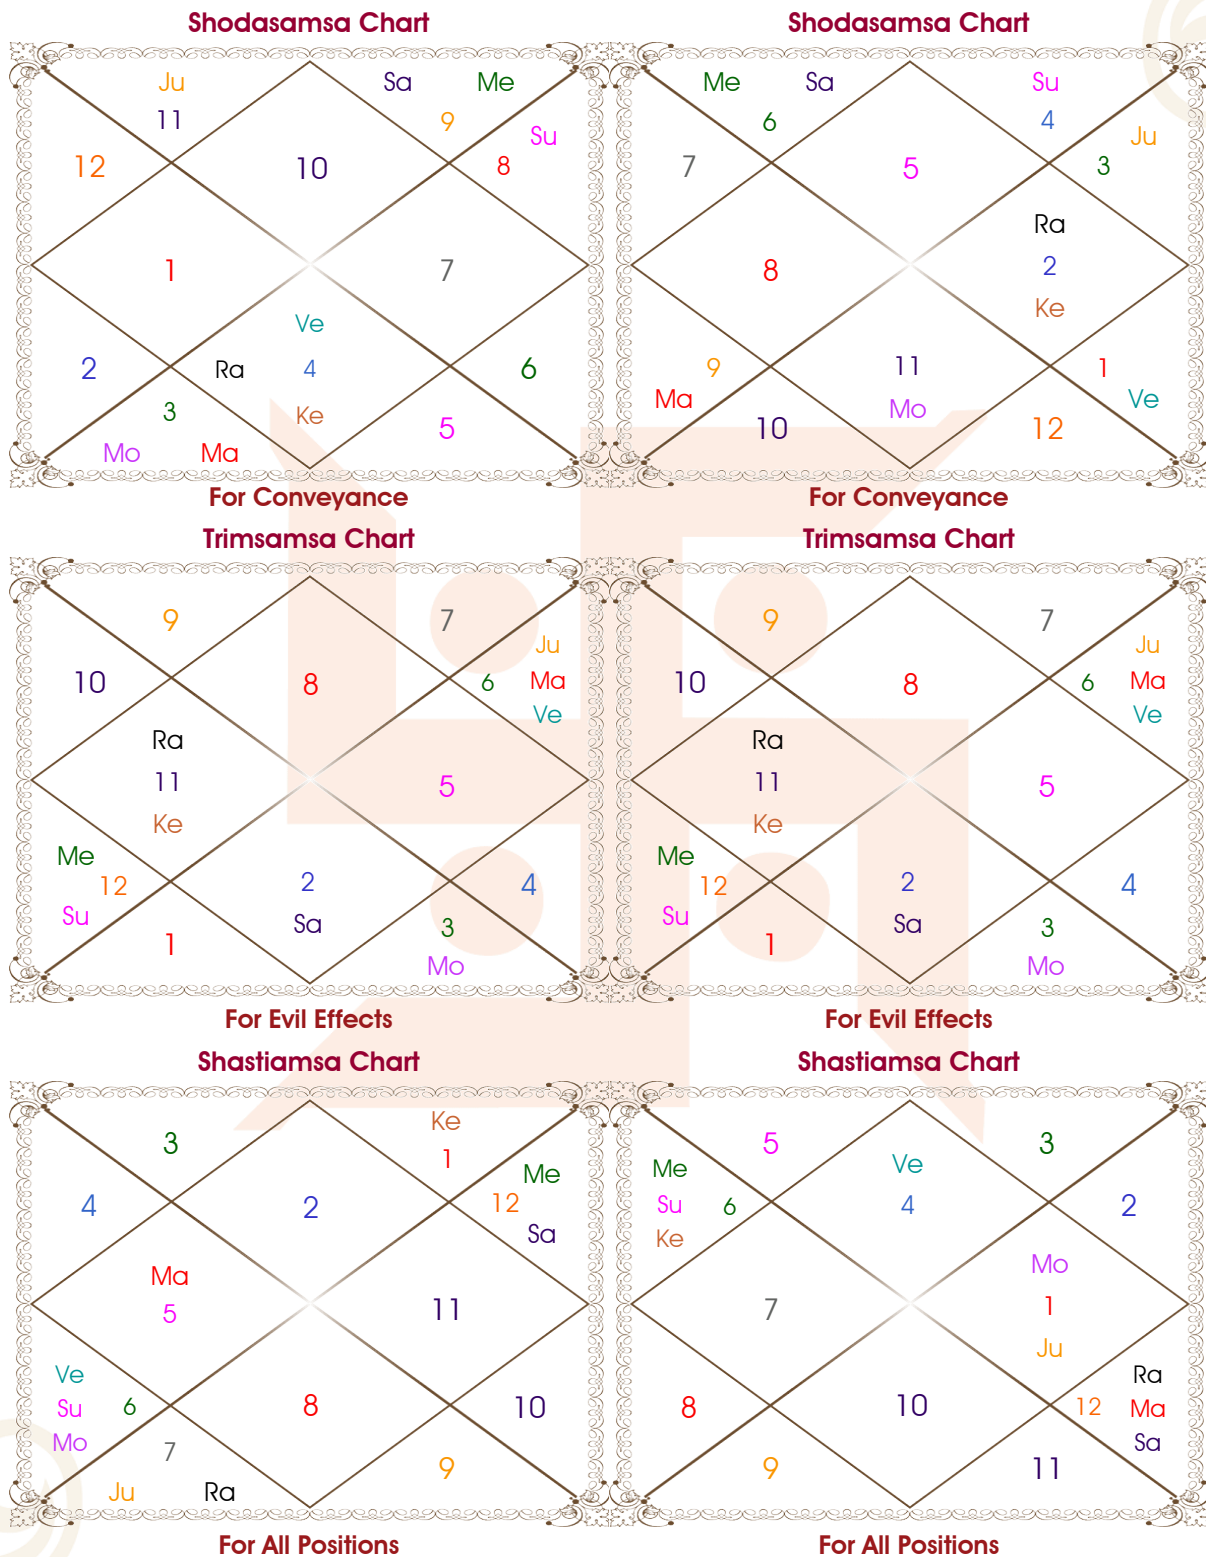 Shodasamsa Chart
Ju
Sa Me
11
9
Su
12
10
8
1
7
Ve
2
Ra 4
6
3
Ke
5
Mo Ma
For Conveyance
Shodasamsa Chart
Me Sa
Su
6
4
Ju
7
5
3
Ra
8
2
Ke
9
11
1
Ma
Mo
Ve
10
12
For Conveyance
Trimsamsa Chart
9
7
Ju
10
8
6 Ma
Ve
Ra
11
5
Ke
Me
12
2
4
Su
Sa
3
1
Mo
For Evil Effects
Trimsamsa Chart
9
7
Ju
10
8
6 Ma
Ve
Ra
11
5
Ke
Me
12
2
4
Su
Sa
3
1
Mo
For Evil Effects
Shastiamsa Chart
Ke
3
1
Me
4
2
12
Sa
Ma
5
11
Ve
Su 6
8
10
Mo
7
9
Ju Ra
For All Positions
Shastiamsa Chart
5
3
Me
Ve
Su 6
4
2
Ke
Mo
7
1
Ju
Ra
8
10
12 Ma
Sa
9
11
For All Positions